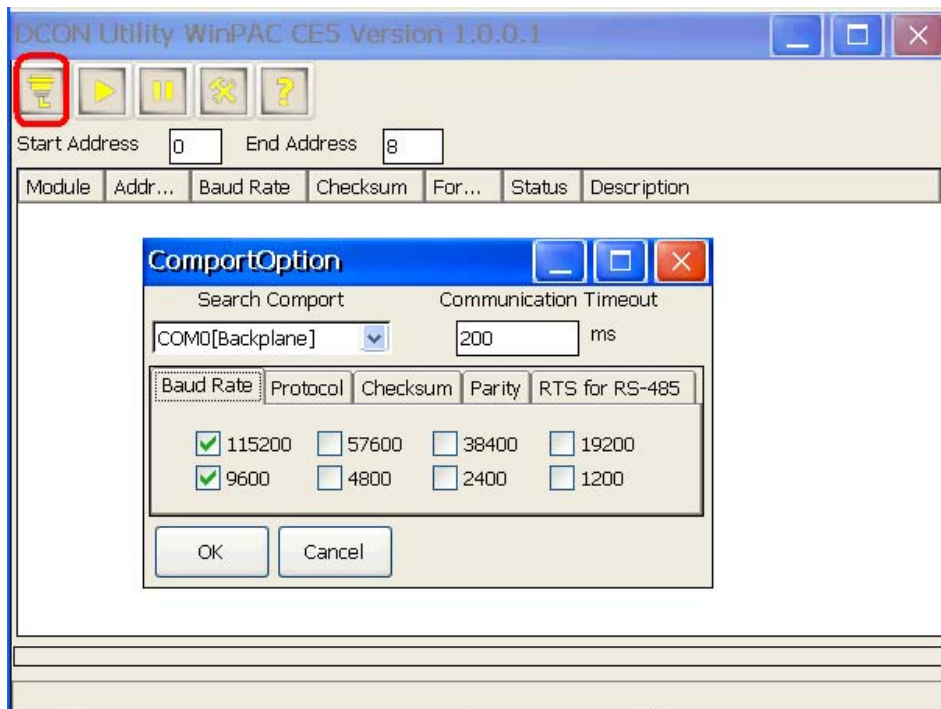 DCON Utility WinPAC CE5 Version 1.0.0.1
?
Start Address 0 End Address 8
Module Addr... Baud Rate Checksum For... Status Description
ComportOption
Search Comport Communication Timeout
COM0[Backplane] 200 ms
Baud Rate Protocol Checksum Parity RTS for RS-485
115200 57600 38400 19200
9600 4800 2400 1200
OK Cancel